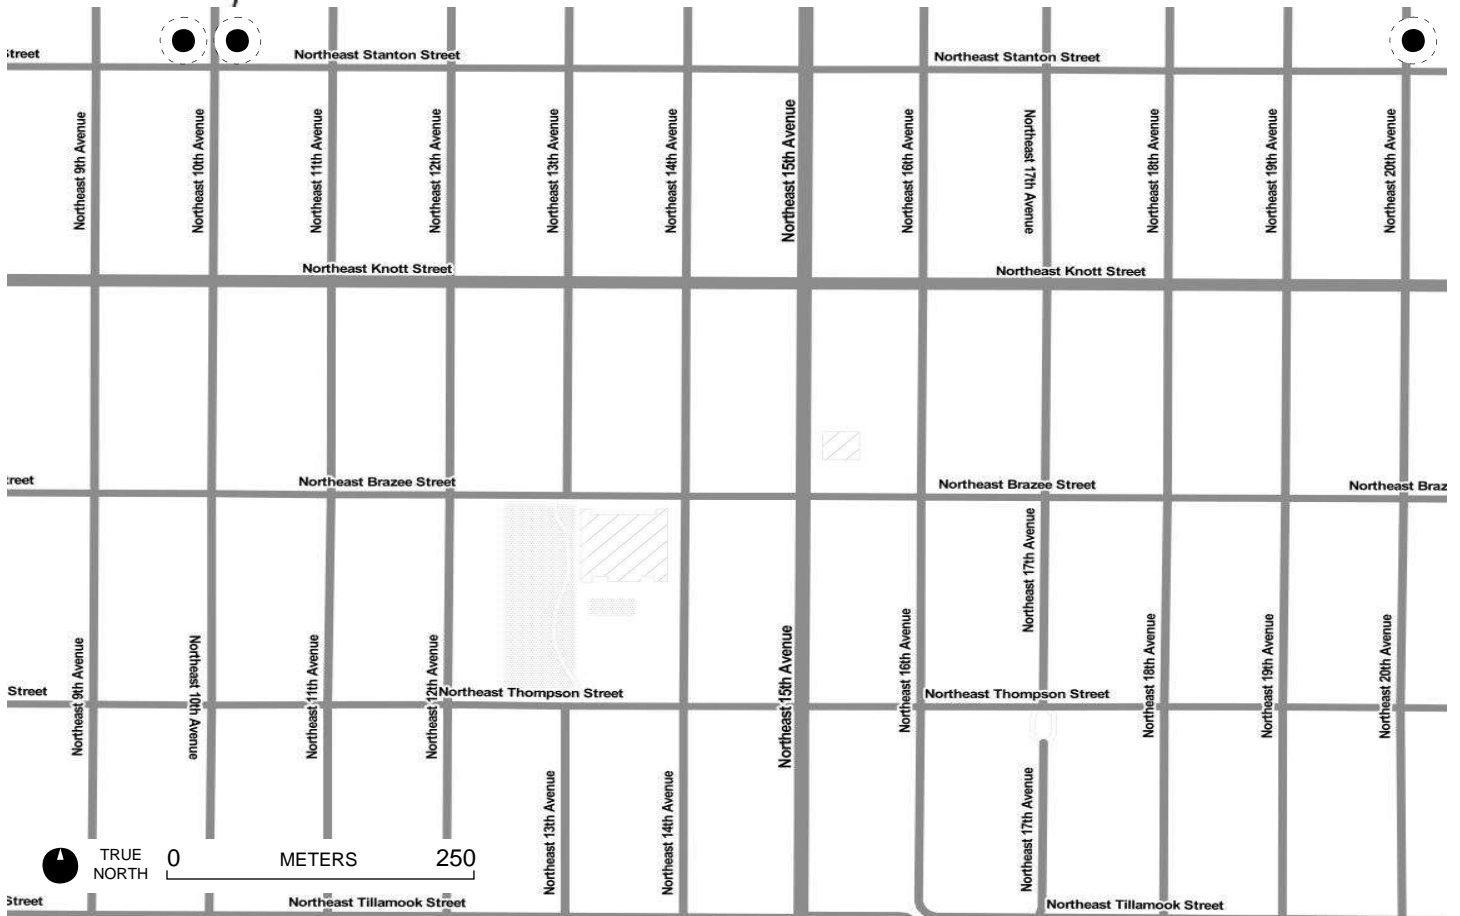 Street
Northeast Stanton Street
Northeast Stanton Street
Northeast 9th Avenue
Northeast 10th Avenue
Northeast 11th Avenue
Northeast 12th Avenue
Northeast 13th Avenue
Northeast 14th Avenue
Northeast 15th Avenue
Northeast 16th Avenue
Northeast 17th Avenue
Northeast 18th Avenue
Northeast 19th Avenue
Northeast 20th Avenue
Northeast Knott Street
Northeast Knott Street
reet
Northeast Brazee Street
Northeast Brazee Street
Northeast Braz
Northeast 17th Avenue
Northeast 9th Avenue
Northeast 10th Avenue
Northeast 11th Avenue
Northeast 12th Avenue
Northeast 15th Avenue
Northeast 16th Avenue
Northeast 18th Avenue
Northeast 19th Avenue
Northeast 20th Avenue
Street
Northeast Thompson Street
Northeast Thompson Street
Northeast 13th Avenue
Northeast 14th Avenue
Northeast 17th Avenue
TRUE
NORTH
0 METERS 250
Street
Northeast Tillamook Street
Northeast Tillamook Street